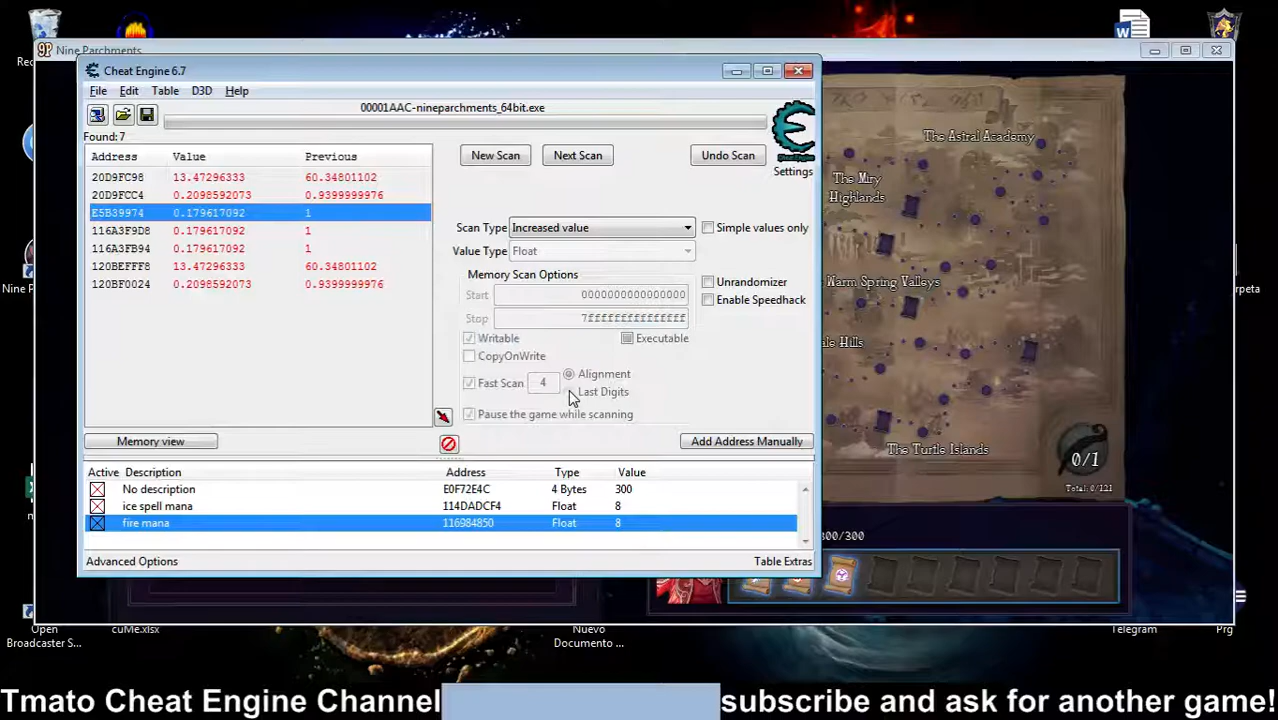 Nine Parchments
Cheat Engine 6.7
File Edit Table D3D Help
00001AAC-nineparchments_64bit.exe
Found: 7
Address Value Previous
20D9FC98 13.47296333 60.34801102
20D9FCC4 0.2098592073 0.9399999976
E5B39974 0.179617092 1
116A3F9D8 0.179617092 1
116A3FB94 0.179617092 1
120BEFFF8 13.47296333 60.34801102
120BF0024 0.2098592073 0.9399999976
New Scan Next Scan Undo Scan
Settings
Scan Type Increased value Simple values only
Value Type Float
Memory Scan Options
Start 0000000000000000
Stop 7fffffffffffffff
Unrandomizer
Enable Speedhack
Writable Executable
CopyOnWrite
Fast Scan 4 Alignment
Last Digits
Pause the game while scanning
Memory view Add Address Manually
Active Description Address Type Value
No description E0F72E4C 4 Bytes 300
ice spell mana 114DADCF4 Float 8
fire mana 116984850 Float 8
Advanced Options Table Extras
The Astral Academy
The Miry
Highlands
Warm Spring Valleys
The Turtle Islands
0/1
Total: 0/121
300/300
Open
Broadcaster S...
cuMe.xlsx
Nuevo
Documento ...
Telegram
Prg
Tmato Cheat Engine Channel subscribe and ask for another game!